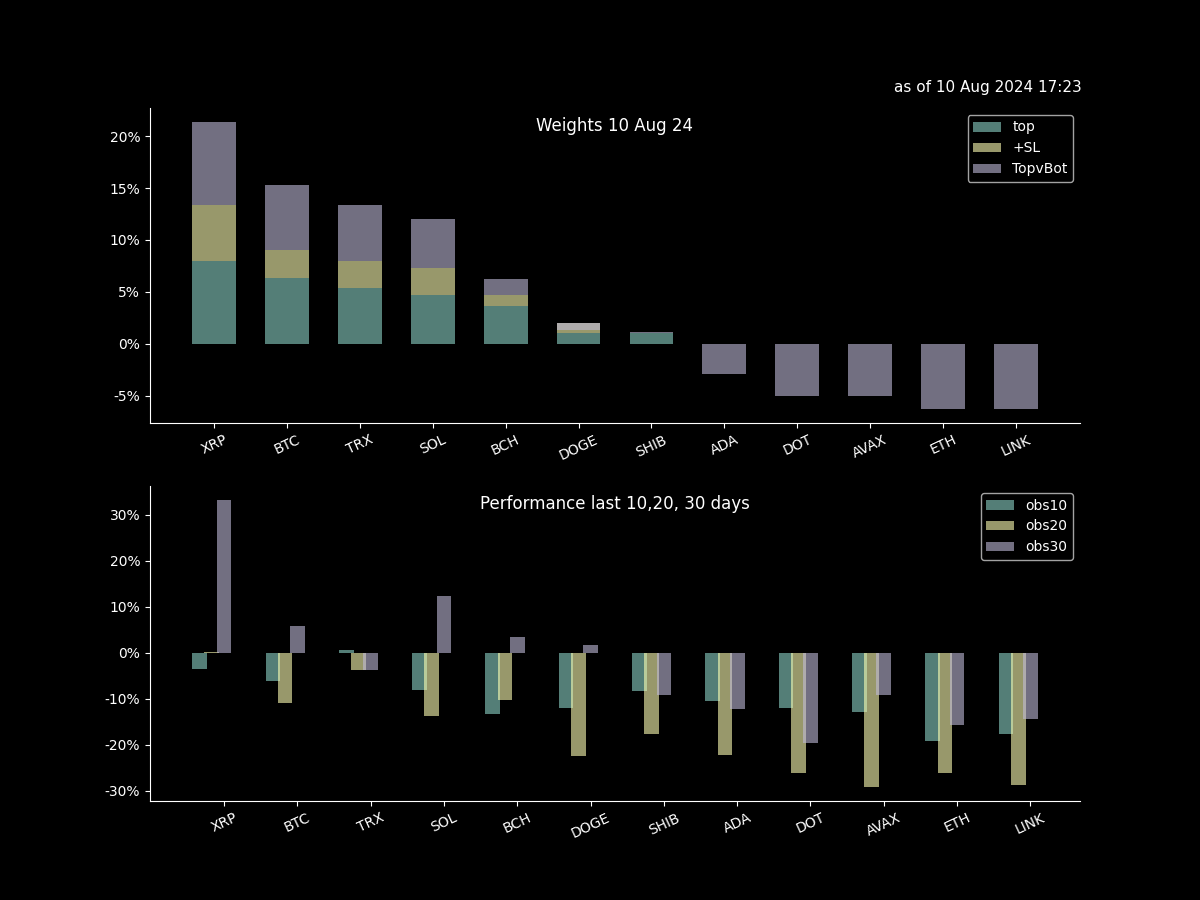 as of 10 Aug 2024 17:23
Weights 10 Aug 24
top
+SL
TopvBot
20%
15%
10%
5%
0%
-5%
XRP BTC TRX SOL BCH DOGE SHIB ADA DOT AVAX ETH LINK
Performance last 10,20, 30 days
obs10
obs20
obs30
30%
20%
10%
0%
-10%
-20%
-30%
XRP BTC TRX SOL BCH DOGE SHIB ADA DOT AVAX ETH LINK